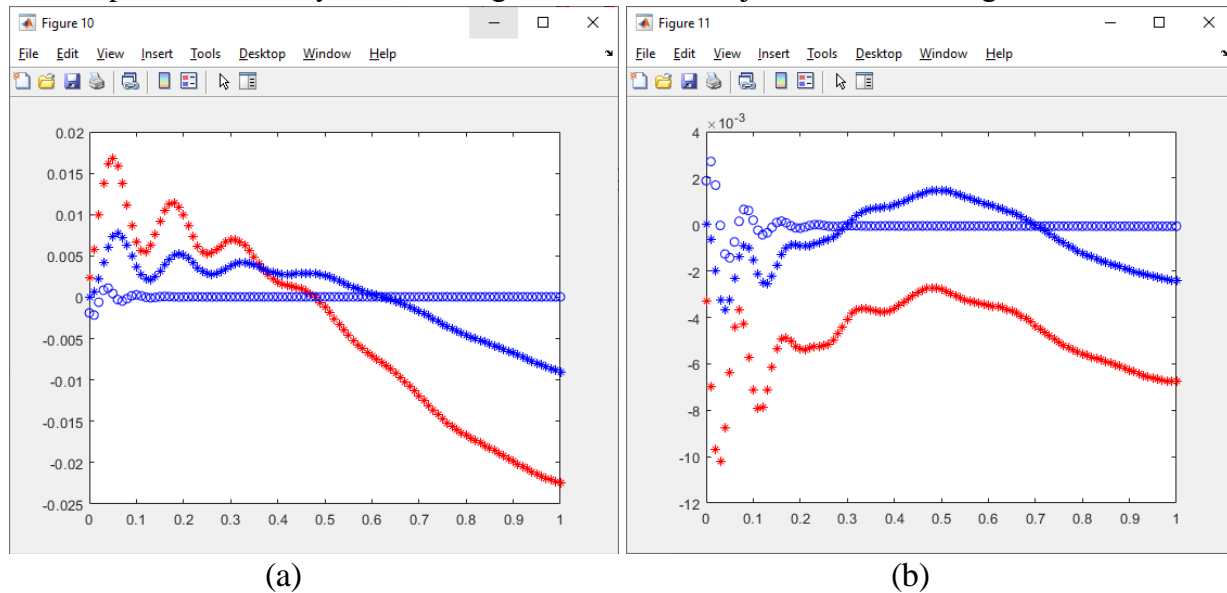 Figure 10
File Edit View Insert Tools Desktop Window Help
0.02
0.015
0.01
0.005
0
-0.005
-0.01
-0.015
-0.02
-0.025
0 0.1 0.2 0.3 0.4 0.5 0.6 0.7 0.8 0.9 1
(a)
Figure 11
File Edit View Insert Tools Desktop Window Help
×10-3
4
2
0
-2
-4
-6
-8
-10
-12
0 0.1 0.2 0.3 0.4 0.5 0.6 0.7 0.8 0.9 1
(b)